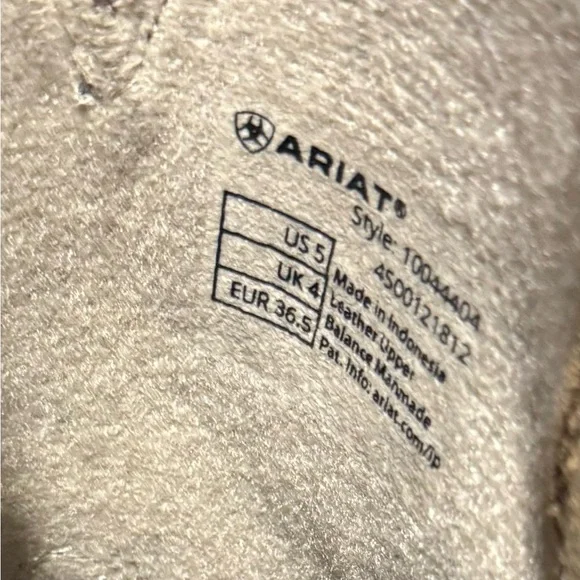 ARIAT®
Style: 10044404
4500121812
US 5
UK 4
EUR 36.5
Made in Indonesia
Leather Upper
Balance Manmade
Pat. Info: ariat.com/ip